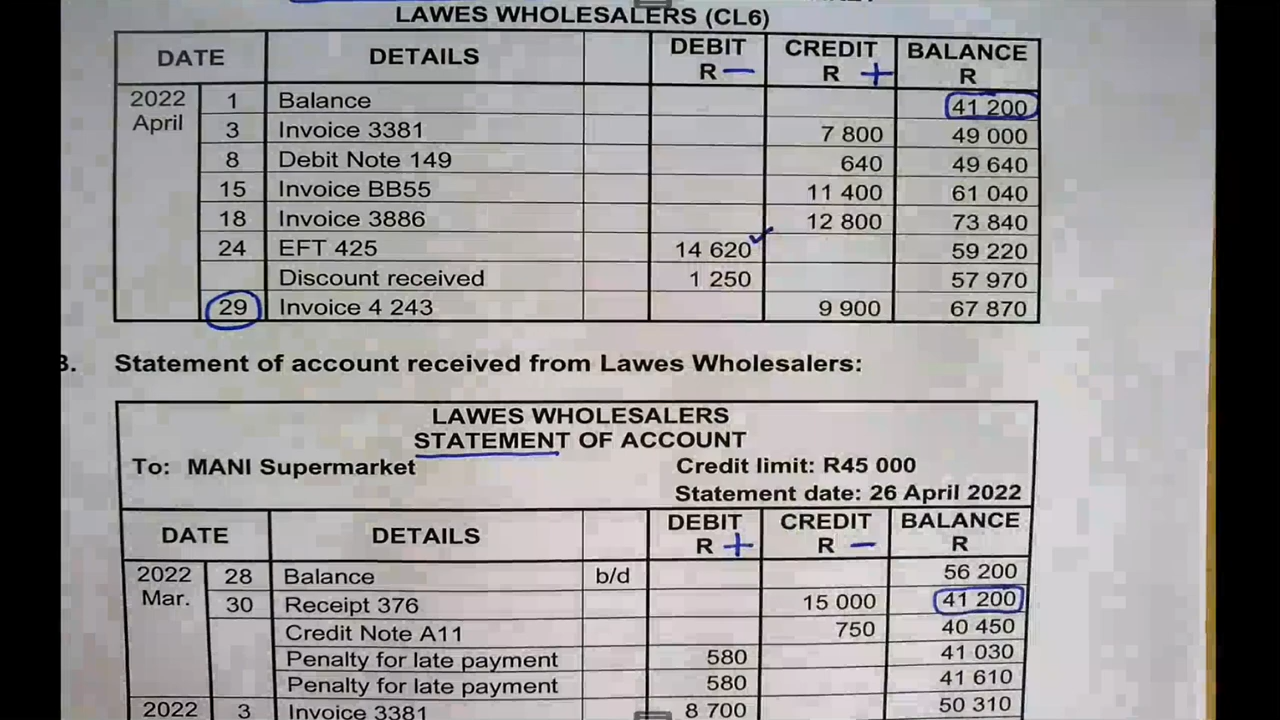 LAWES WHOLESALERS (CL6)
DATE DETAILS DEBIT R – CREDIT R + BALANCE R
2022 April 1 Balance 41 200
3 Invoice 3381 7 800 49 000
8 Debit Note 149 640 49 640
15 Invoice BB55 11 400 61 040
18 Invoice 3886 12 800 73 840
24 EFT 425 14 620 ✓ 59 220
Discount received 1 250 57 970
29 Invoice 4 243 9 900 67 870
3. Statement of account received from Lawes Wholesalers:
LAWES WHOLESALERS
STATEMENT OF ACCOUNT
To: MANI Supermarket Credit limit: R45 000
Statement date: 26 April 2022
DATE DETAILS DEBIT R + CREDIT R – BALANCE R
2022 Mar. 28 Balance b/d 56 200
30 Receipt 376 15 000 41 200
Credit Note A11 750 40 450
Penalty for late payment 580 41 030
Penalty for late payment 580 41 610
2022 3 Invoice 3381 8 700 50 310